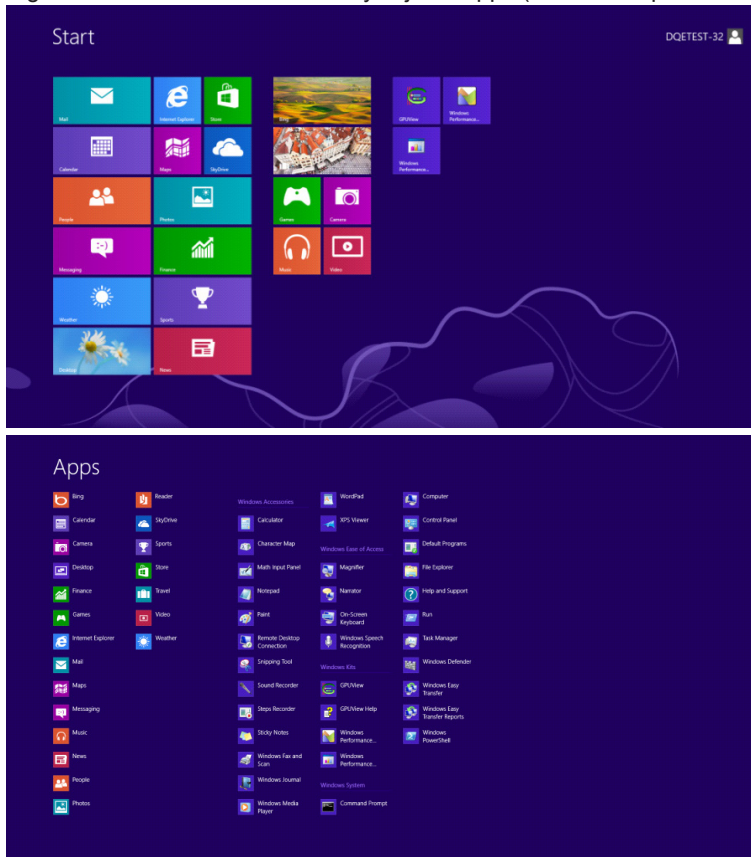 Start
DQETEST-32
Mail
Internet Explorer
Store
Bing
GPUView
Windows
Performance...
Calendar
Maps
SkyDrive
Windows
Performance...
People
Photos
Games
Camera
Messaging
Finance
Music
Video
Weather
Sports
Desktop
News
Apps
Bing
Calendar
Camera
Desktop
Finance
Games
Internet Explorer
Mail
Maps
Messaging
Music
News
People
Photos
Reader
SkyDrive
Sports
Store
Travel
Video
Weather
Windows Accessories
Calculator
Character Map
Math Input Panel
Notepad
Paint
Remote Desktop
Connection
Snipping Tool
Sound Recorder
Steps Recorder
Sticky Notes
Windows Fax and
Scan
Windows Journal
Windows Media
Player
WordPad
XPS Viewer
Windows Ease of Access
Magnifier
Narrator
On-Screen
Keyboard
Windows Speech
Recognition
Windows Kits
GPUView
GPUView Help
Windows
Performance...
Windows
Performance...
Windows System
Command Prompt
Computer
Control Panel
Default Programs
File Explorer
Help and Support
Run
Task Manager
Windows Defender
Windows Easy
Transfer
Windows Easy
Transfer Reports
Windows
PowerShell